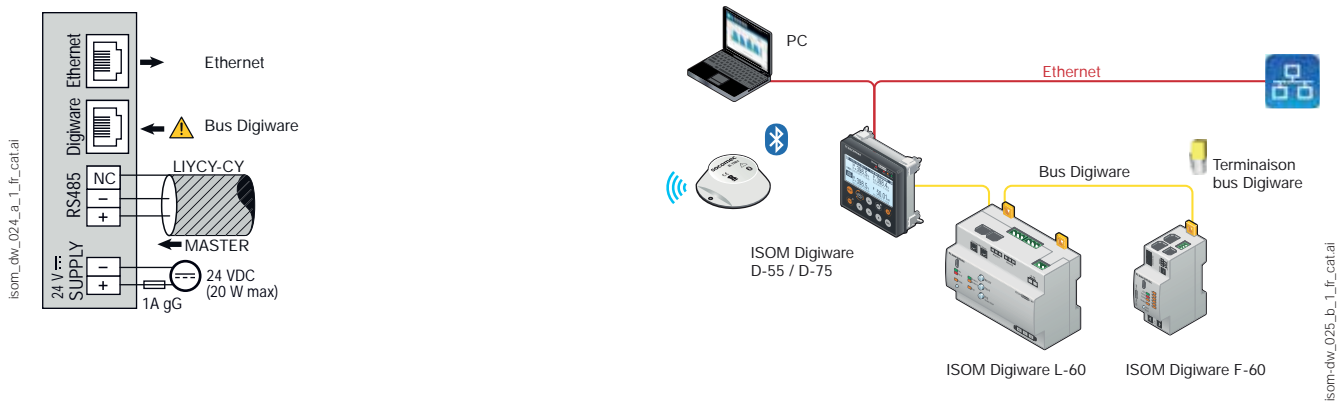 isom_dw_024_a_1_fr_cat.ai
Ethernet
Ethernet
Digiware
Bus Digiware
RS485
NC
–
+
LIYCY-CY
MASTER
24 V
SUPPLY
–
+
1A gG
24 VDC
(20 W max)
PC
Ethernet
socomec
ISOM Digiware
D-55 / D-75
Bus Digiware
Terminaison
bus Digiware
ISOM Digiware L-60
ISOM Digiware F-60
isom-dw_025_b_1_fr_cat.ai